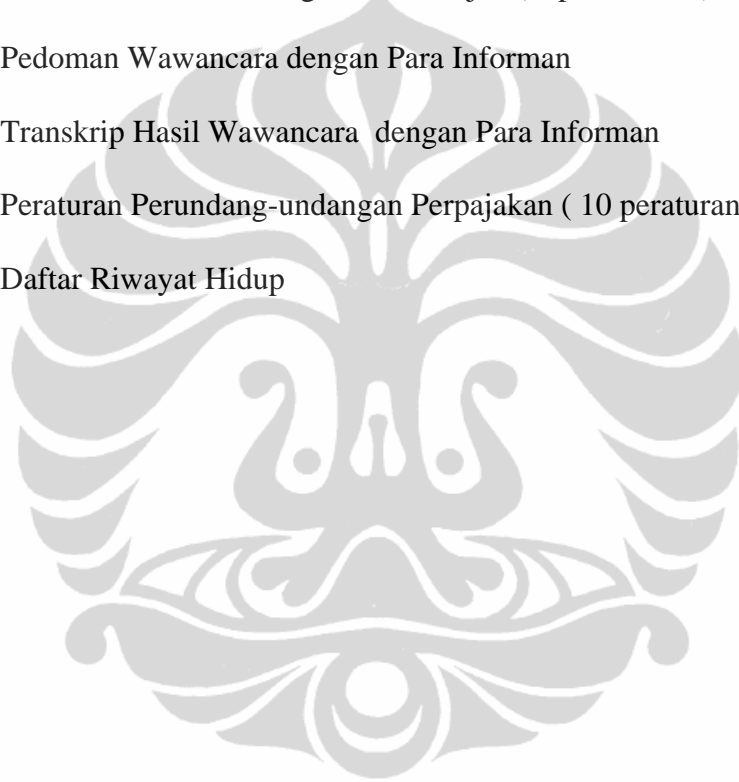 Pedoman Wawancara dengan Para Informan
Transkrip Hasil Wawancara dengan Para Informan
Peraturan Perundang-undangan Perpajakan ( 10 peraturan
Daftar Riwayat Hidup